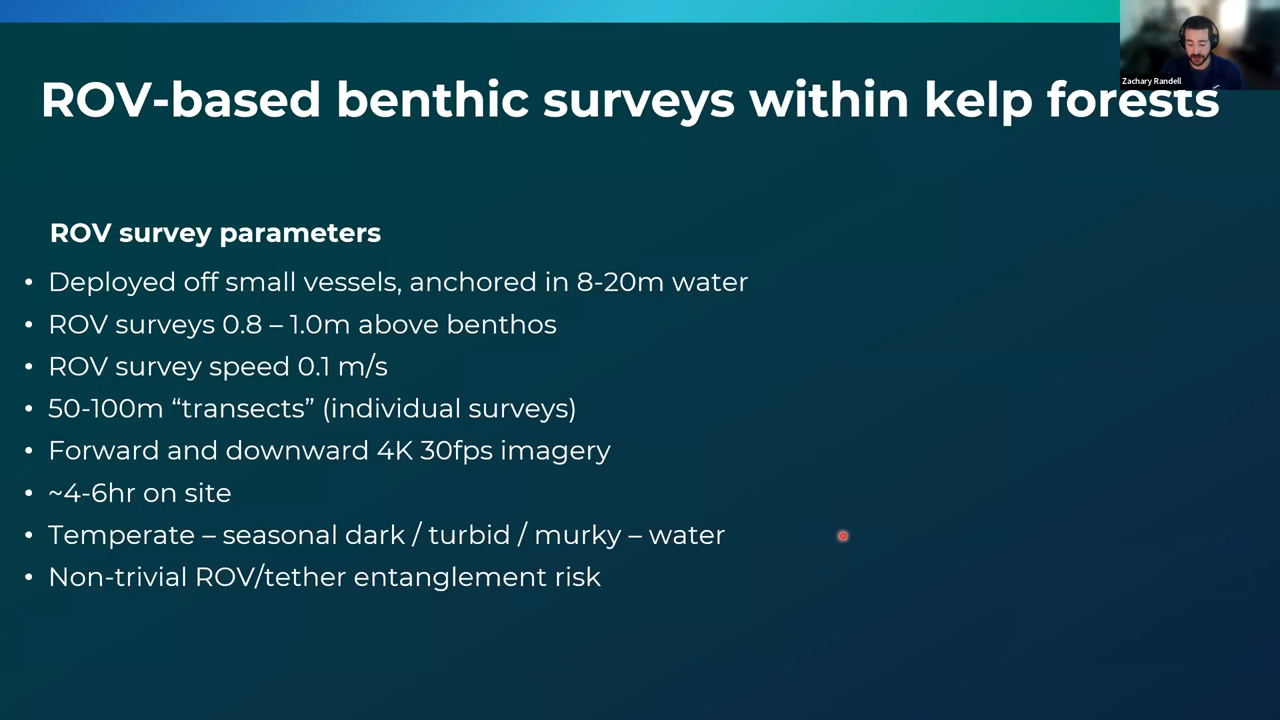 Zachary Randell
ROV-based benthic surveys within kelp forests
ROV survey parameters
• Deployed off small vessels, anchored in 8-20m water
• ROV surveys 0.8 – 1.0m above benthos
• ROV survey speed 0.1 m/s
• 50-100m “transects” (individual surveys)
• Forward and downward 4K 30fps imagery
• ~4-6hr on site
• Temperate – seasonal dark / turbid / murky – water
• Non-trivial ROV/tether entanglement risk